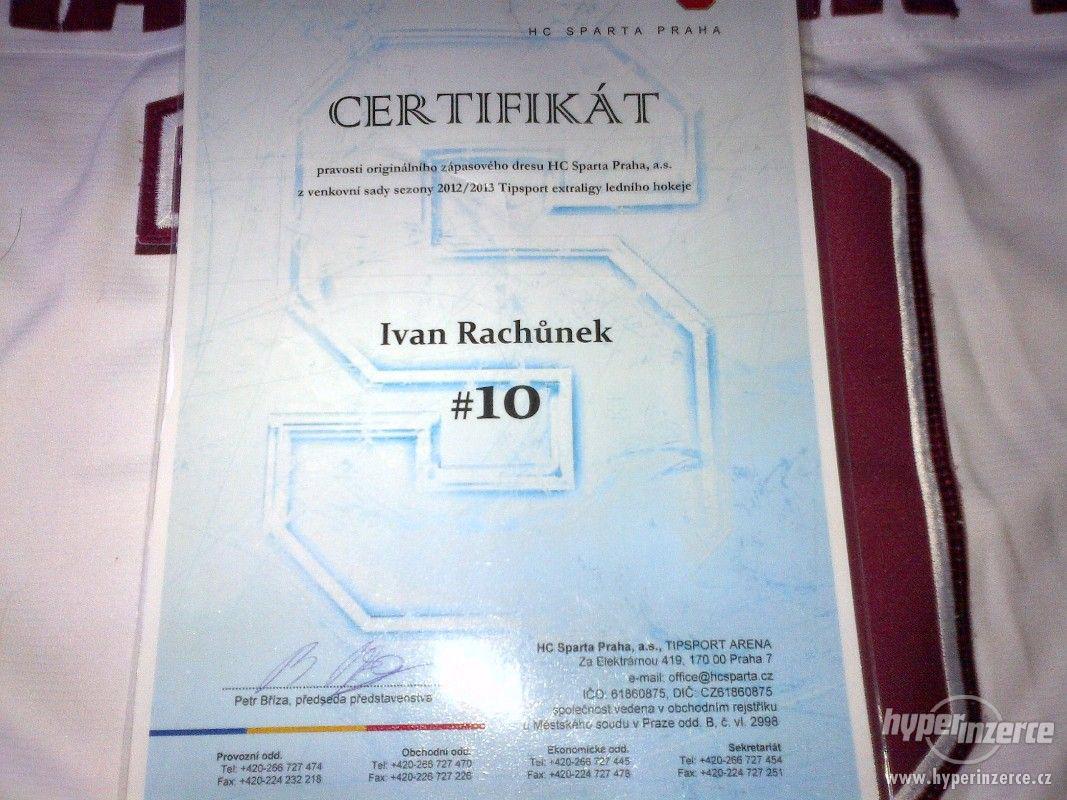 HC SPARTA PRAHA
CERTIFIKÁT
pravosti originálního zápasového dresu HC Sparta Praha, a.s.
z venkovní sady sezony 2012/2013 Tipsport extraligy ledního hokeje
Ivan Rachůnek
#10
Petr Bříza, předseda představenstva
HC Sparta Praha, a.s., TIPSPORT ARENA
Za Elektrárnou 419, 170 00 Praha 7
e-mail: office@hcsparta.cz
IČO: 61860875, DIČ: CZ61860875
společnost vedena v obchodním rejstříku
u Městského soudu v Praze odd. B, č. vl. 2998
Provozní odd.
Tel: +420-266 727 474
Fax: +420-224 232 218
Obchodní odd.
Tel: +420-266 727 470
Fax: +420-226 727 226
Ekonomické odd.
Tel: +420-266 727 445
Fax: +420-224 727 478
Sekretariát
Tel: +420-266 727 454
Fax: +420-224 727 251
hyperinzerce
www.hyperinzerce.cz